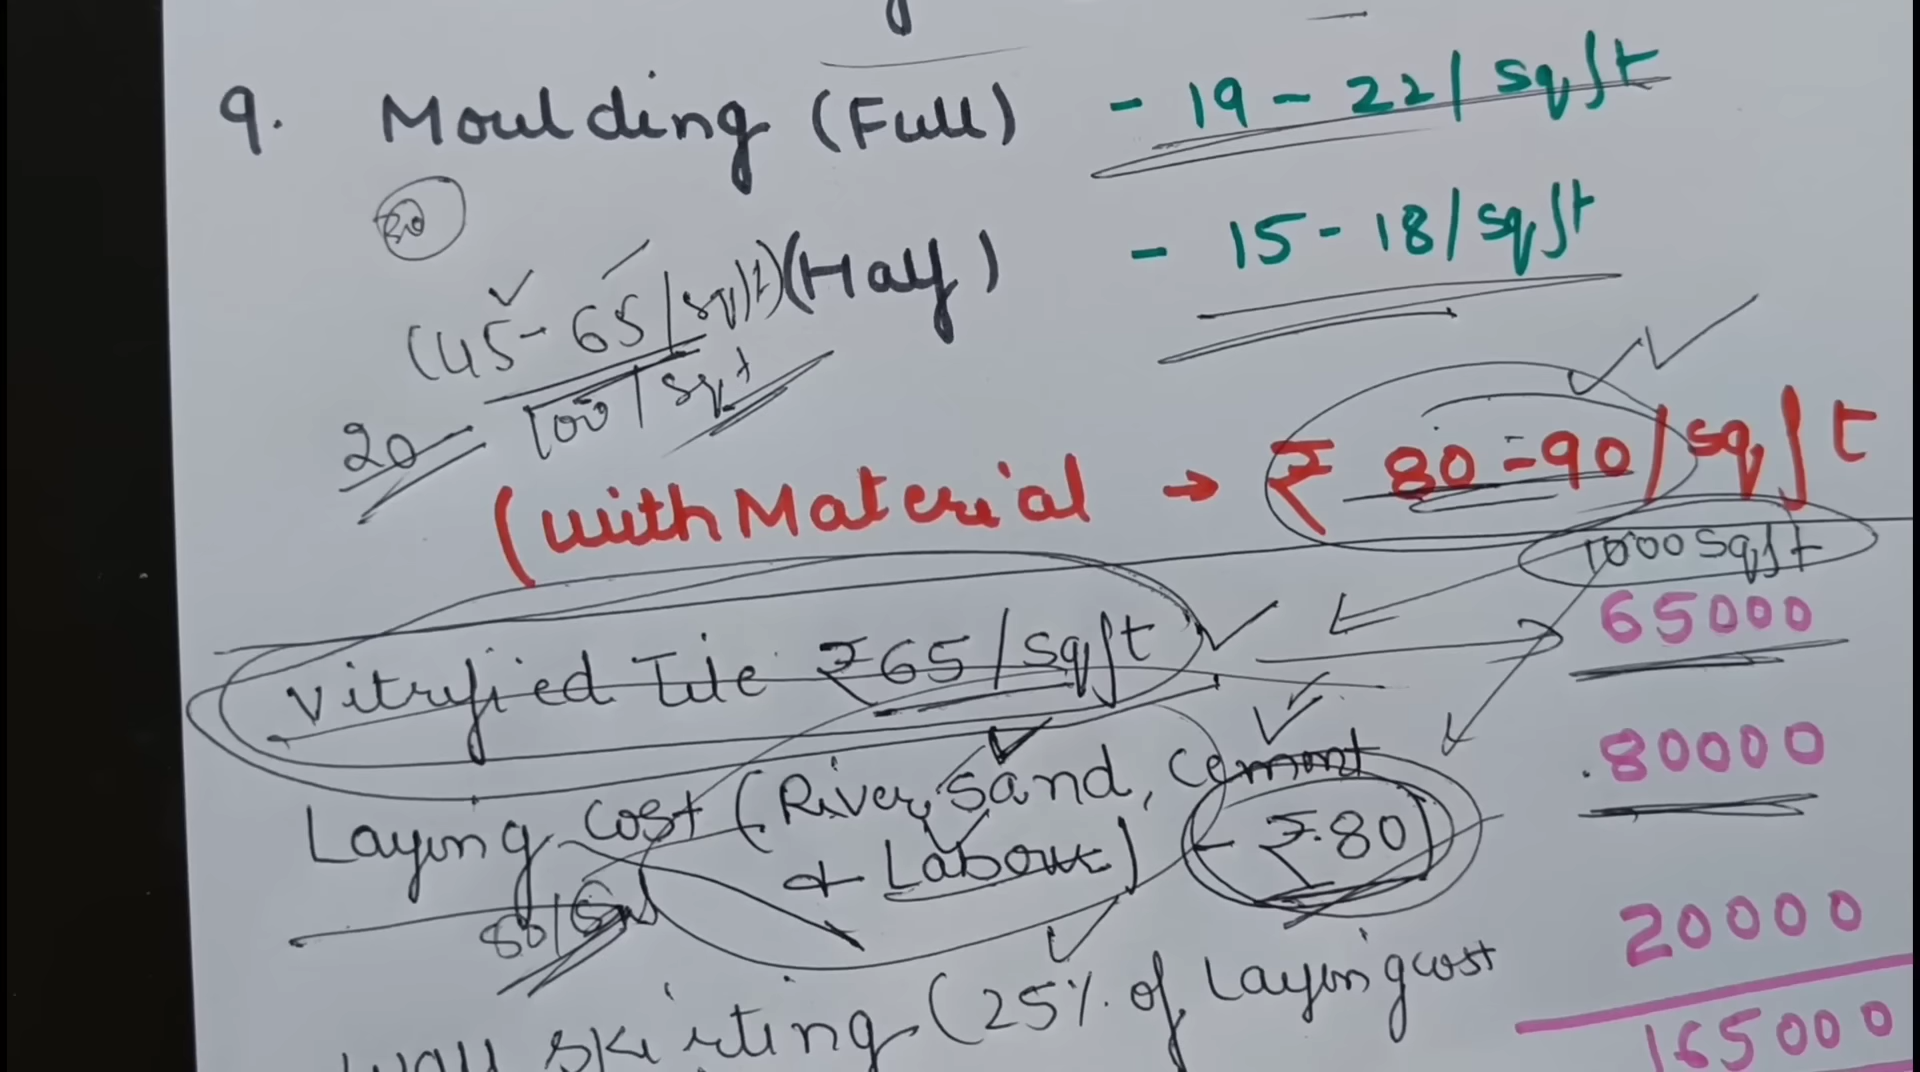 9. Moulding (Full) - 19 - 22/sqft
20
(Half) - 15 - 18/sqft
(45 - 65/sqft)
100/sqft
20
(with Material → ₹ 80 = 90/sqft
1000 Sqft
Vitrified Tile ₹65/Sqft 65000
Laying Cost (River Sand, Cement & Labour) - ₹.80 80000
80/Sqft
20000
Wall Skirting (25% of Laying cost
165000